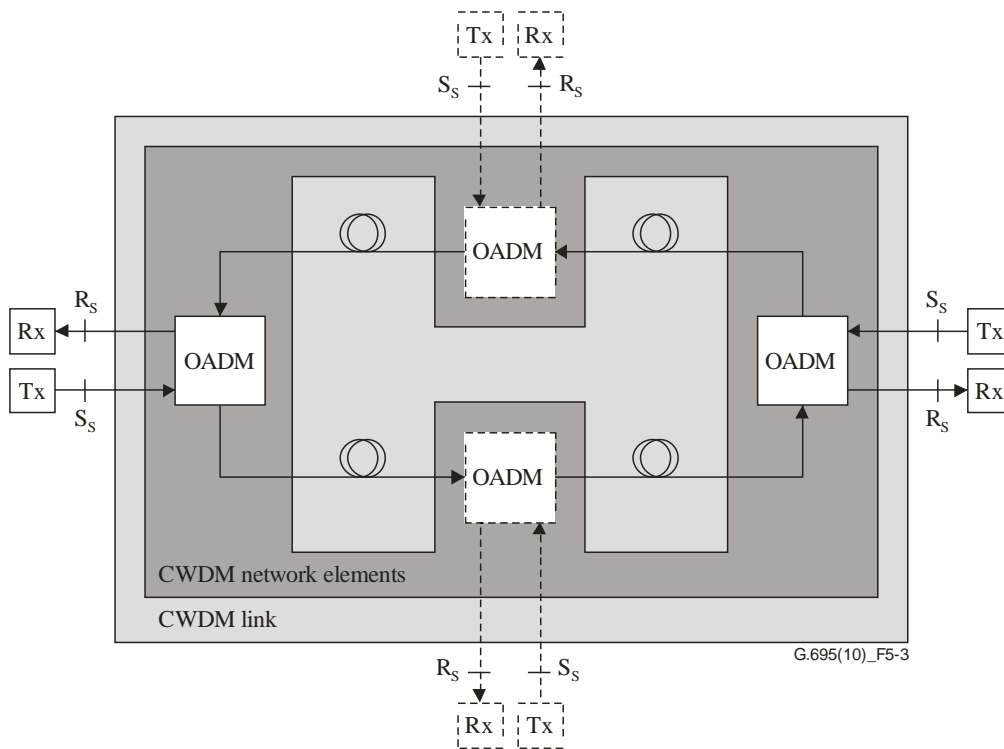 Tx
Rx
S_S
R_S
OADM
R_S
S_S
Rx
OADM
OADM
Tx
Tx
Rx
S_S
R_S
OADM
CWDM network elements
CWDM link
G.695(10)_F5-3
R_S
S_S
Rx
Tx